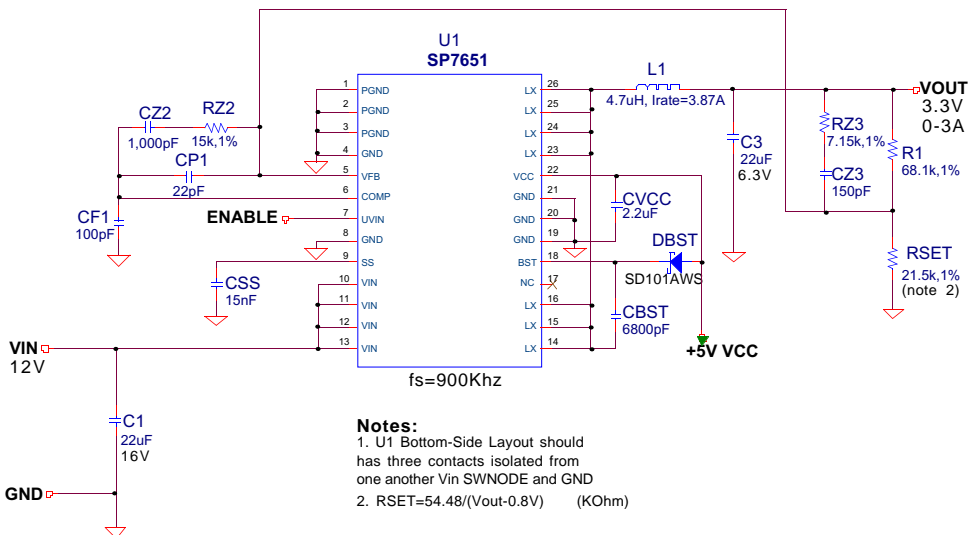 U1
SP7651
1 PGND
2 PGND
3 PGND
4 GND
5 VFB
6 COMP
7 UVIN
8 GND
9 SS
10 VIN
11 VIN
12 VIN
13 VIN
LX 26
LX 25
LX 24
LX 23
VCC 22
GND 21
GND 20
GND 19
BST 18
NC 17
LX 16
LX 15
LX 14
fs=900Khz
CZ2
1,000pF
RZ2
15k,1%
CP1
22pF
CF1
100pF
ENABLE
CSS
15nF
VIN
12V
C1
22uF
16V
GND
L1
4.7uH, Irate=3.87A
C3
22uF
6.3V
RZ3
7.15k,1%
CZ3
150pF
R1
68.1k,1%
VOUT
3.3V
0-3A
RSET
21.5k,1%
(note 2)
CVCC
2.2uF
DBST
SD101AWS
CBST
6800pF
+5V VCC
Notes:
1. U1 Bottom-Side Layout should
has three contacts isolated from
one another Vin SWNODE and GND
2. RSET=54.48/(Vout-0.8V) (KOhm)